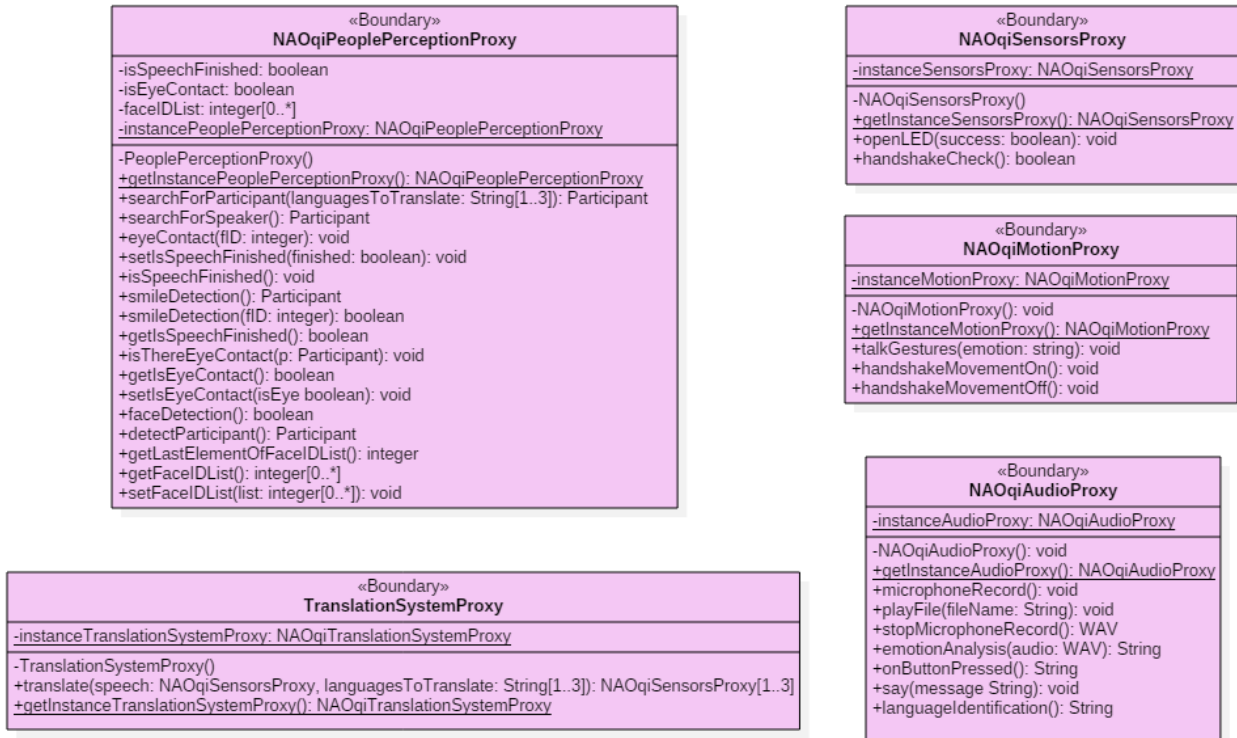 «Boundary»
NAOqiPeoplePerceptionProxy
-isSpeechFinished: boolean
-isEyeContact: boolean
-faceIDList: integer[0..*]
-instancePeoplePerceptionProxy: NAOqiPeoplePerceptionProxy
-PeoplePerceptionProxy()
+getInstancePeoplePerceptionProxy(): NAOqiPeoplePerceptionProxy
+searchForParticipant(languagesToTranslate: String[1..3]): Participant
+searchForSpeaker(): Participant
+eyeContact(fID: integer): void
+setIsSpeechFinished(finished: boolean): void
+isSpeechFinished(): void
+smileDetection(): Participant
+smileDetection(fID: integer): boolean
+getIsSpeechFinished(): boolean
+isThereEyeContact(p: Participant): void
+getIsEyeContact(): boolean
+setIsEyeContact(isEye boolean): void
+faceDetection(): boolean
+detectParticipant(): Participant
+getLastElementOfFaceIDList(): integer
+getFaceIDList(): integer[0..*]
+setFaceIDList(list: integer[0..*]): void
«Boundary»
NAOqiSensorsProxy
-instanceSensorsProxy: NAOqiSensorsProxy
-NAOqiSensorsProxy()
+getInstanceSensorsProxy(): NAOqiSensorsProxy
+openLED(success: boolean): void
+handshakeCheck(): boolean
«Boundary»
NAOqiMotionProxy
-instanceMotionProxy: NAOqiMotionProxy
-NAOqiMotionProxy(): void
+getInstanceMotionProxy(): NAOqiMotionProxy
+talkGestures(emotion: string): void
+handshakeMovementOn(): void
+handshakeMovementOff(): void
«Boundary»
TranslationSystemProxy
-instanceTranslationSystemProxy: NAOqiTranslationSystemProxy
-TranslationSystemProxy()
+translate(speech: NAOqiSensorsProxy, languagesToTranslate: String[1..3]): NAOqiSensorsProxy[1..3]
+getInstanceTranslationSystemProxy(): NAOqiTranslationSystemProxy
«Boundary»
NAOqiAudioProxy
-instanceAudioProxy: NAOqiAudioProxy
-NAOqiAudioProxy(): void
+getInstanceAudioProxy(): NAOqiAudioProxy
+microphoneRecord(): void
+playFile(fileName: String): void
+stopMicrophoneRecord(): WAV
+emotionAnalysis(audio: WAV): String
+onButtonPressed(): String
+say(message String): void
+languageIdentification(): String